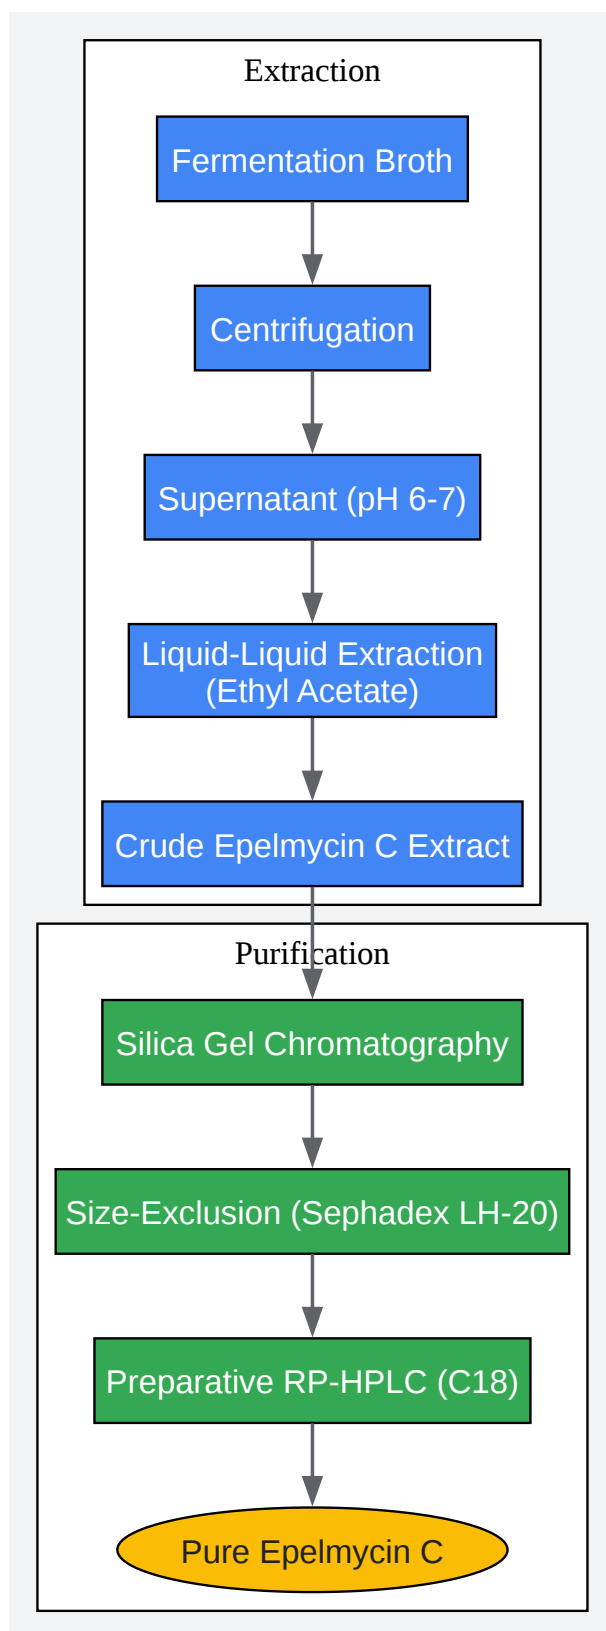 Extraction
Fermentation Broth
Centrifugation
Supernatant (pH 6-7)
Liquid-Liquid Extraction
(Ethyl Acetate)
Crude Epelmycin C Extract
Purification
Silica Gel Chromatography
Size-Exclusion (Sephadex LH-20)
Preparative RP-HPLC (C18)
Pure Epelmycin C